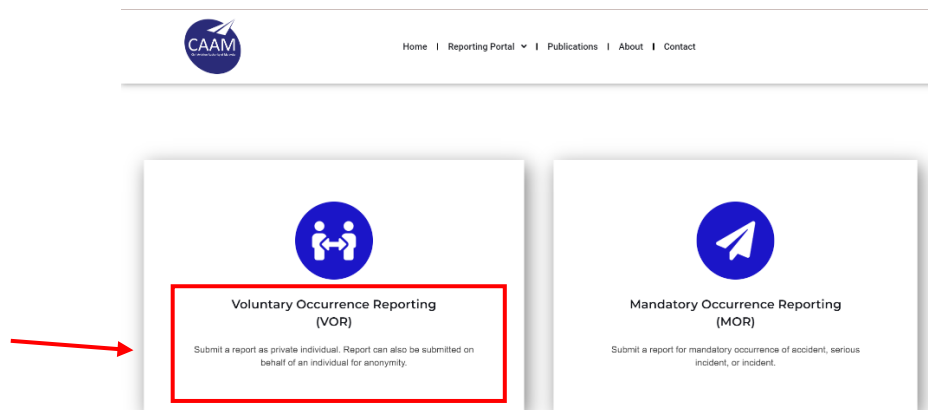 CAAM
Home | Reporting Portal | Publications | About | Contact
Voluntary Occurrence Reporting
(VOR)
Submit a report as private individual. Report can also be submitted on
behalf of an individual for anonymity.
Mandatory Occurrence Reporting
(MOR)
Submit a report for mandatory occurrence of accident, serious
incident, or incident.